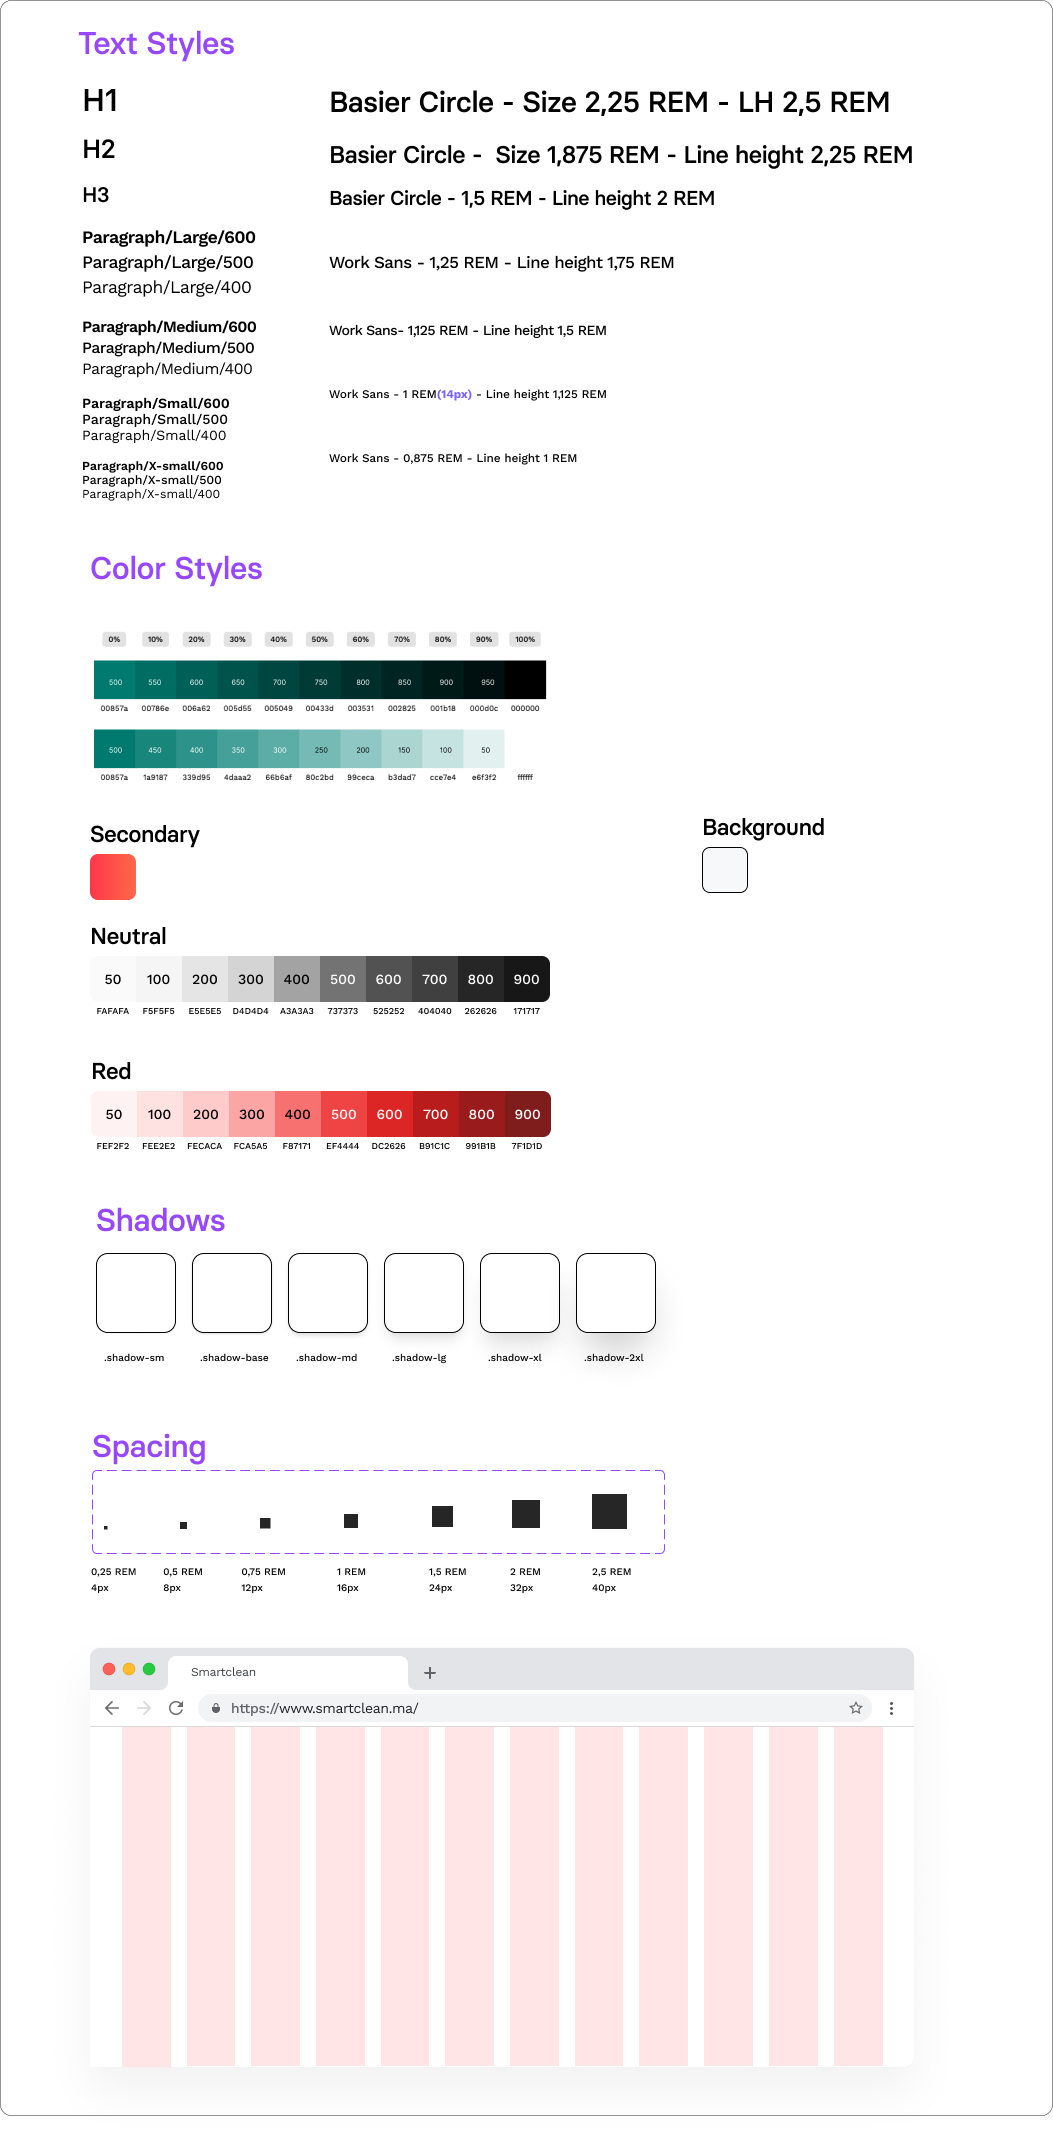 Text Styles
H1
Basier Circle - Size 2,25 REM - LH 2,5 REM
H2
Basier Circle -  Size 1,875 REM - Line height 2,25 REM
H3
Basier Circle - 1,5 REM - Line height 2 REM
Paragraph/Large/600
Paragraph/Large/500
Work Sans - 1,25 REM - Line height 1,75 REM
Paragraph/Large/400
Paragraph/Medium/600
Work Sans- 1,125 REM - Line height 1,5 REM
Paragraph/Medium/500
Paragraph/Medium/400
Work Sans - 1 REM(14px) - Line height 1,125 REM
Paragraph/Small/600
Paragraph/Small/500
Paragraph/Small/400
Work Sans - 0,875 REM - Line height 1 REM
Paragraph/X-small/600
Paragraph/X-small/500
Paragraph/X-small/400
Color Styles
0% 10% 20% 30% 40% 50% 60% 70% 80% 90% 100%
500 550 600 650 700 750 800 850 900 950
00857a 00786e 006a62 005d55 005049 00433d 003531 002825 001b18 000d0c 000000
500 450 400 350 300 250 200 150 100 50
00857a 1a9187 339d95 4daaa2 66b6af 80c2bd 99ceca b3dad7 cce7e4 e6f3f2 ffffff
Secondary
Background
Neutral
50 100 200 300 400 500 600 700 800 900
FAFAFA F5F5F5 E5E5E5 D4D4D4 A3A3A3 737373 525252 404040 262626 171717
Red
50 100 200 300 400 500 600 700 800 900
FEF2F2 FEE2E2 FECACA FCA5A5 F87171 EF4444 DC2626 B91C1C 991B1B 7F1D1D
Shadows
.shadow-sm .shadow-base .shadow-md .shadow-lg .shadow-xl .shadow-2xl
Spacing
0,25 REM 0,5 REM 0,75 REM 1 REM 1,5 REM 2 REM 2,5 REM
4px 8px 12px 16px 24px 32px 40px
Smartclean
https://www.smartclean.ma/